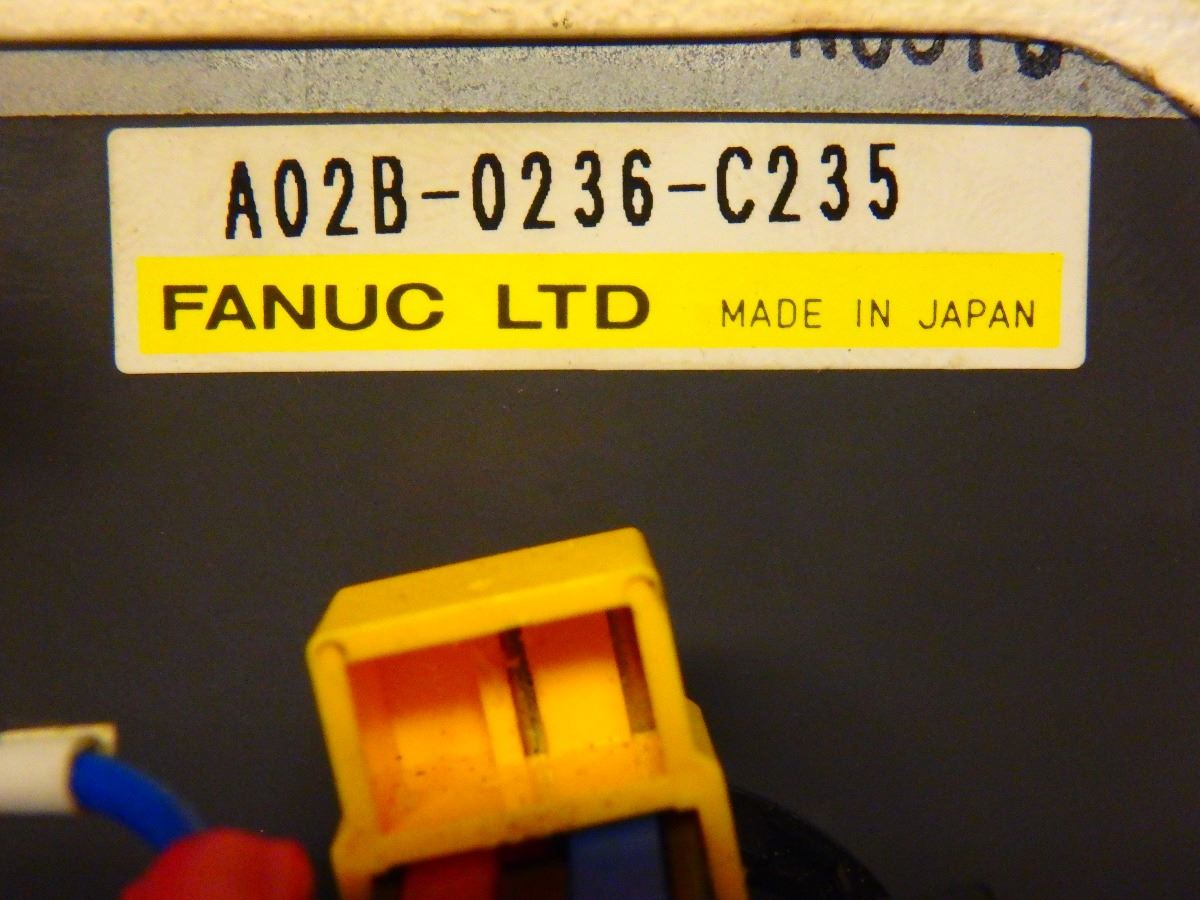 A02B-0236-C235
FANUC LTD MADE IN JAPAN